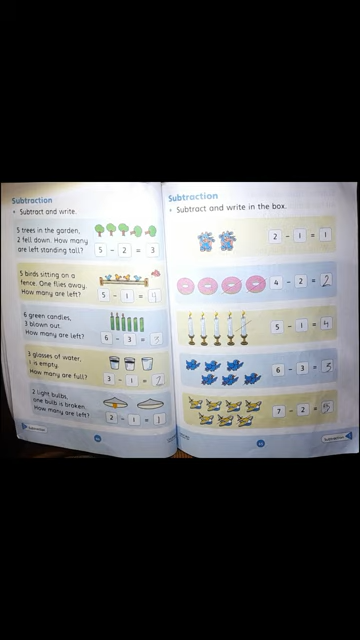 Subtraction
• Subtract and write.
5 trees in the garden,
2 fell down. How many
are left standing tall?
5 - 2 = 3
5 birds sitting on a
fence. One flies away.
How many are left?
5 - 1 = 4
6 green candles,
3 blown out.
How many are left?
6 - 3 = 3
3 glasses of water,
1 is empty.
How many are full?
3 - 1 = 2
2 light bulbs,
one bulb is broken.
How many are left?
2 - 1 = 1
Subtraction
Subtraction
• Subtract and write in the box.
2 - 1 = 1
4 - 2 = 2
5 - 1 = 4
6 - 3 = 3
7 - 2 = 5
Subtraction